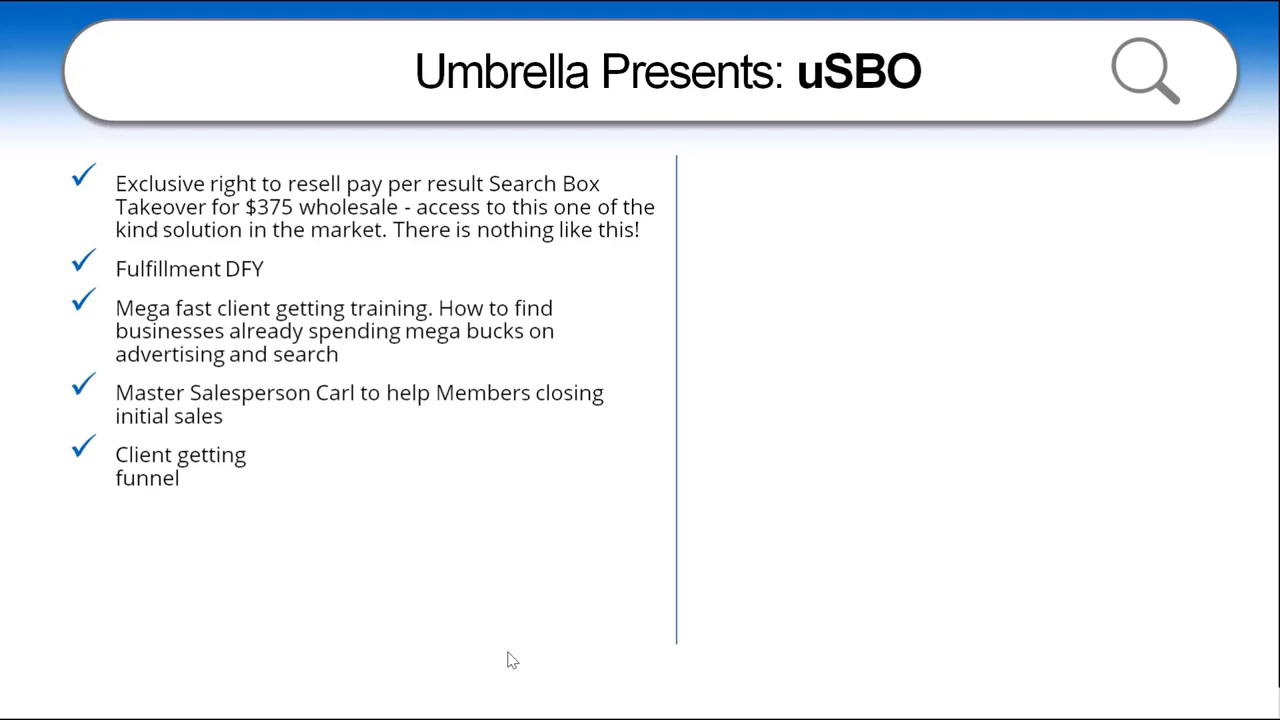 Umbrella Presents: uSBO
Exclusive right to resell pay per result Search Box
Takeover for $375 wholesale - access to this one of the
kind solution in the market. There is nothing like this!
Fulfillment DFY
Mega fast client getting training. How to find
businesses already spending mega bucks on
advertising and search
Master Salesperson Carl to help Members closing
initial sales
Client getting
funnel